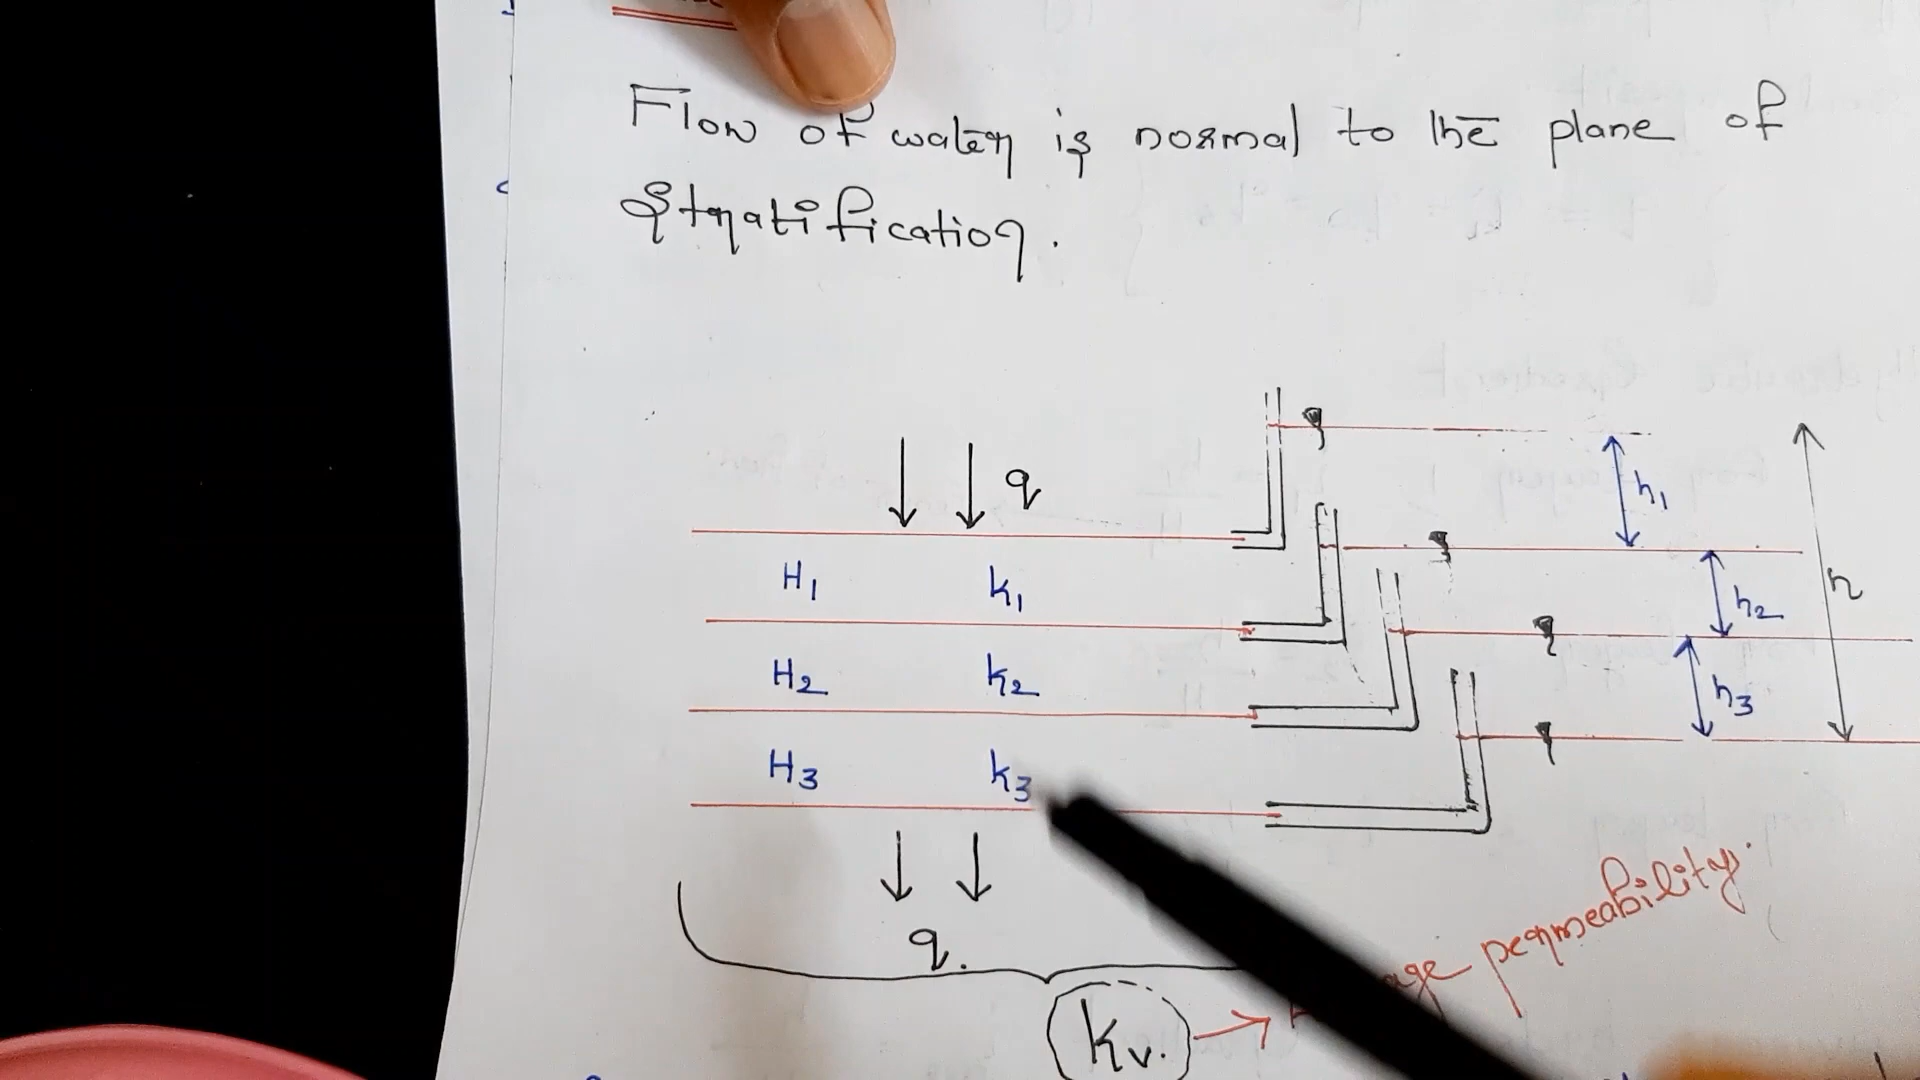 Flow of water is normal to the plane of
stratification.
q
h1
H1 k1
h2
h
H2 k2
h3
H3 k3
permeability.
q.
kv.